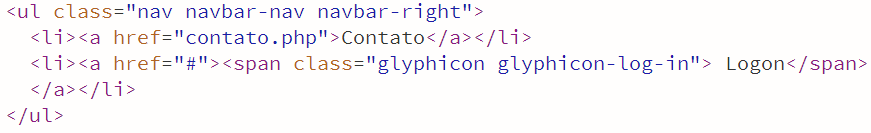 <ul class="nav navbar-nav navbar-right">
  <li><a href="contato.php">Contato</a></li>
  <li><a href="#"><span class="glyphicon glyphicon-log-in"> Logon</span>
  </a></li>
</ul>